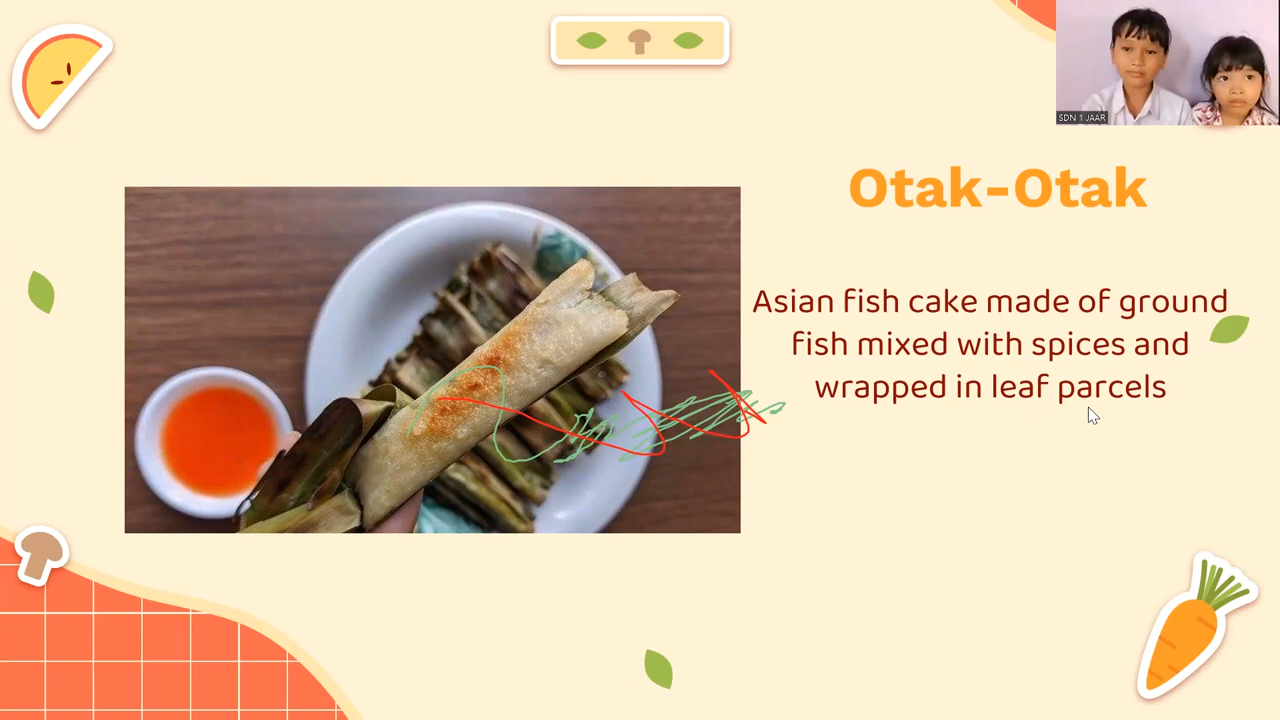 SDN 1 JAAR
Otak-Otak
Asian fish cake made of ground
fish mixed with spices and
wrapped in leaf parcels